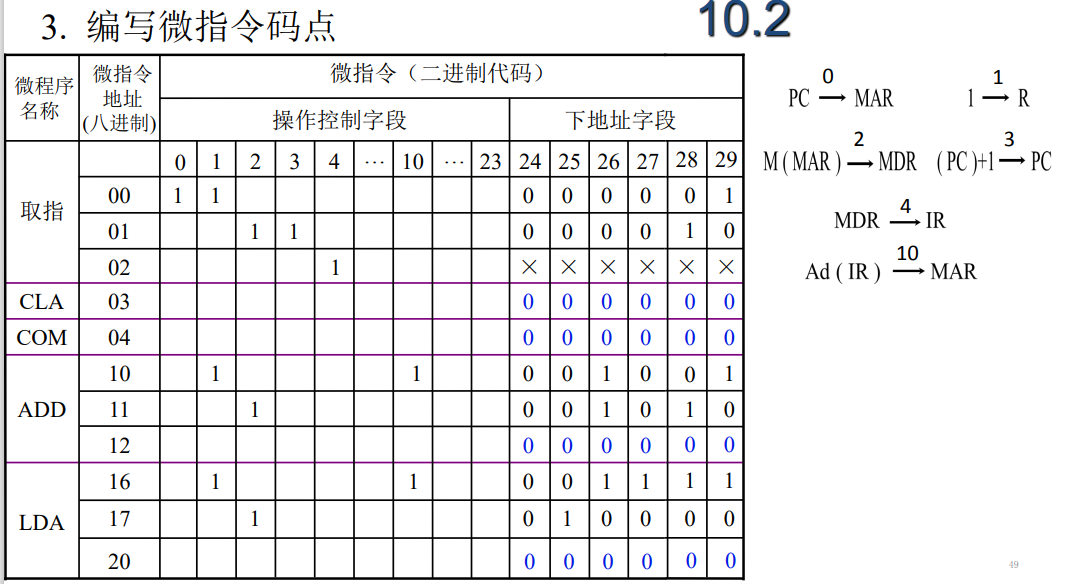 3. 编写微指令码点
10.2
微程序名称 微指令地址(八进制) 微指令（二进制代码）
操作控制字段 下地址字段
0 1 2 3 4 … 10 … 23 24 25 26 27 28 29
取指 00 1 1 0 0 0 0 0 1
01 1 1 0 0 0 0 1 0
02 1 × × × × × ×
CLA 03 0 0 0 0 0 0
COM 04 0 0 0 0 0 0
ADD 10 1 1 0 0 1 0 0 1
11 1 0 0 1 0 1 0
12 0 0 0 0 0 0
LDA 16 1 1 0 0 1 1 1 1
17 1 0 1 0 0 0 0
20 0 0 0 0 0 0
0 1
PC → MAR 1 → R
2 3
M ( MAR ) → MDR ( PC )+1 → PC
4
MDR → IR
10
Ad ( IR ) → MAR
49